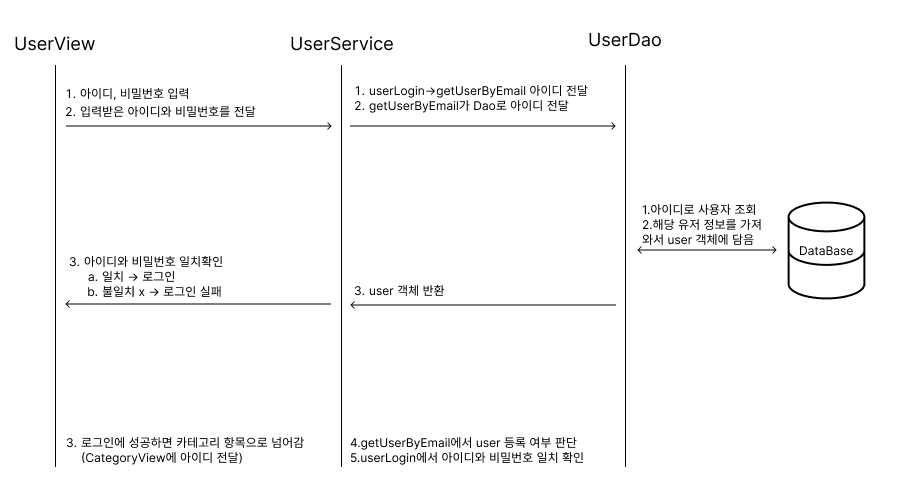 UserView
UserService
UserDao
1. 아이디, 비밀번호 입력
2. 입력받은 아이디와 비밀번호를 전달
1. userLogin→getUserByEmail 아이디 전달
2. getUserByEmail가 Dao로 아이디 전달
1.아이디로 사용자 조회
2.해당 유저 정보를 가져
와서 user 객체에 담음
DataBase
3. 아이디와 비밀번호 일치확인
a. 일치 → 로그인
b. 불일치 x → 로그인 실패
3. user 객체 반환
3. 로그인에 성공하면 카테고리 항목으로 넘어감
(CategoryView에 아이디 전달)
4.getUserByEmail에서 user 등록 여부 판단
5.userLogin에서 아이디와 비밀번호 일치 확인